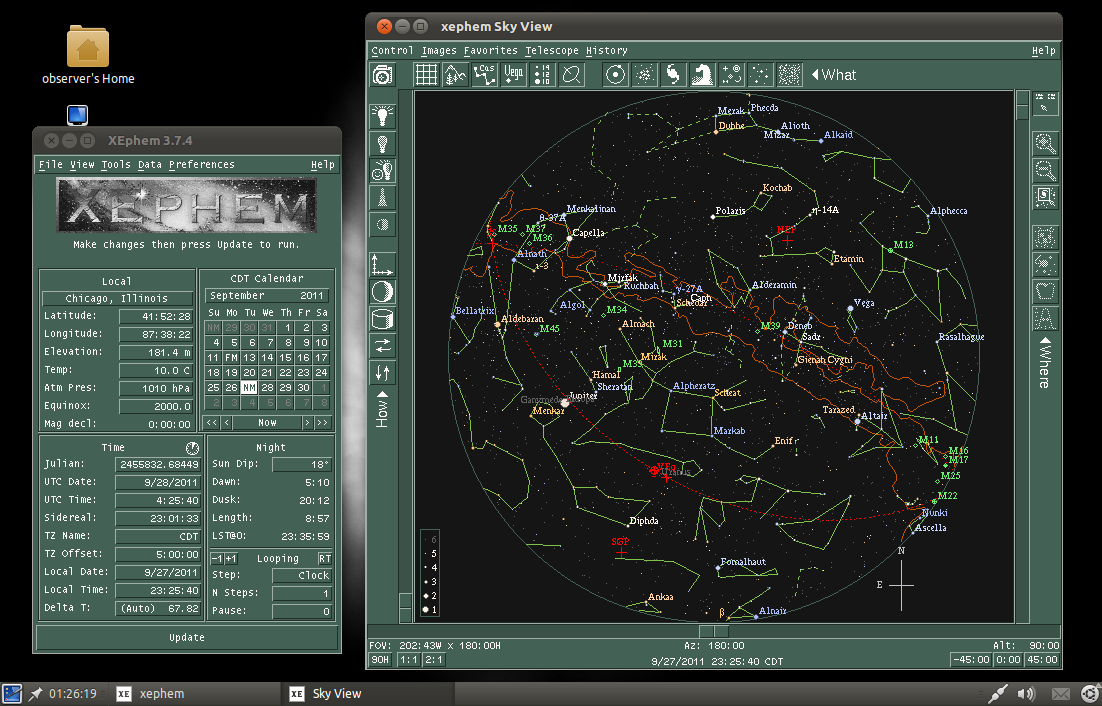 observer's Home
XEphem 3.7.4
File View Tools Data Preferences Help
XEPHEM
Make changes then press Update to run.
Local
Chicago, Illinois
Latitude: 41:52:28
Longitude: 87:38:22
Elevation: 181.4 m
Temp: 10.0 C
Atm Pres: 1010 hPa
Equinox: 2000.0
Mag decl: 0:00:00
CDT Calendar
September 2011
Su Mo Tu We Th Fr Sa
NM 29 30 31 1 2 3
4 5 6 7 8 9 10
11 FM 13 14 15 16 17
18 19 20 21 22 23 24
25 26 NM 28 29 30 1
2 3 4 5 6 7 8
<< < Now > >>
Time
Julian: 2455832.68449
UTC Date: 9/28/2011
UTC Time: 4:25:40
Sidereal: 23:01:33
TZ Name: CDT
TZ Offset: 5:00:00
Local Date: 9/27/2011
Local Time: 23:25:40
Delta T: (Auto) 67.82
Night
Sun Dip: 18°
Dawn: 5:10
Dusk: 20:12
Length: 8:57
LST@0: 23:35:59
-1 +1 Looping RT
Step: Clock
N Steps: 1
Pause: 0
Update
xephem Sky View
Control Images Favorites Telescope History Help
Cas
Vega
What
How
Where
Merak
Phecda
Dubhe
Alioth
Mizar
Alkaid
Kochab
Menkalinan
θ-37A
Polaris
η-14A
Alphecca
M35
M37
M36
Capella
NEP
M13
Alnath
ι-3
Etamin
Mirfak
Kuchbah
γ-27A
Caph
Schedar
Alderamin
Vega
Bellatrix
Aldebaran
Algol
M34
Almach
M45
M39
Deneb
Sadr
Rasalhague
M31
Mirak
M33
Gienah Cygni
Hamal
Sheratan
Jupiter
Menkar
Alpheratz
Scheat
Tarazed
Altair
Markab
Enif
M11
M16
M17
M25
VEq
Uranus
M22
Nunki
Ascella
Diphda
SGP
Fomalhaut
Ankaa
β
Alnair
N
E
6
5
4
3
2
1
FOV: 202:43W x 180:00H Az: 180:00 Alt: 90:00
90H 1:1 2:1 9/27/2011 23:25:40 CDT -45:00 0:00 45:00
01:26:19 XE xephem XE Sky View